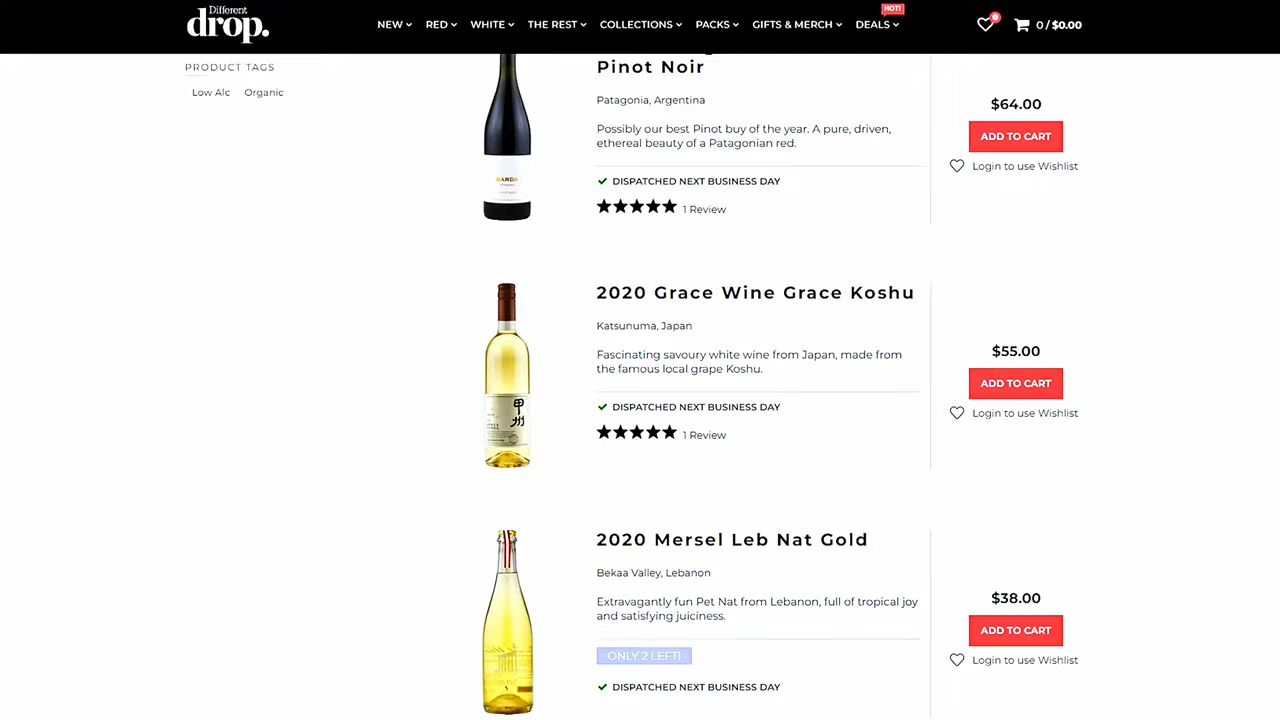 Different
drop.
NEW
RED
WHITE
THE REST
COLLECTIONS
PACKS
GIFTS & MERCH
HOT!
DEALS
0
0 / $0.00
PRODUCT TAGS
Low Alc
Organic
Pinot Noir
Patagonia, Argentina
Possibly our best Pinot buy of the year. A pure, driven,
ethereal beauty of a Patagonian red.
DISPATCHED NEXT BUSINESS DAY
1 Review
$64.00
ADD TO CART
Login to use Wishlist
BARDA
2020 Grace Wine Grace Koshu
Katsunuma, Japan
Fascinating savoury white wine from Japan, made from
the famous local grape Koshu.
DISPATCHED NEXT BUSINESS DAY
1 Review
$55.00
ADD TO CART
Login to use Wishlist
甲州
2020 Mersel Leb Nat Gold
Bekaa Valley, Lebanon
Extravagantly fun Pet Nat from Lebanon, full of tropical joy
and satisfying juiciness.
ONLY 2 LEFT!
DISPATCHED NEXT BUSINESS DAY
$38.00
ADD TO CART
Login to use Wishlist